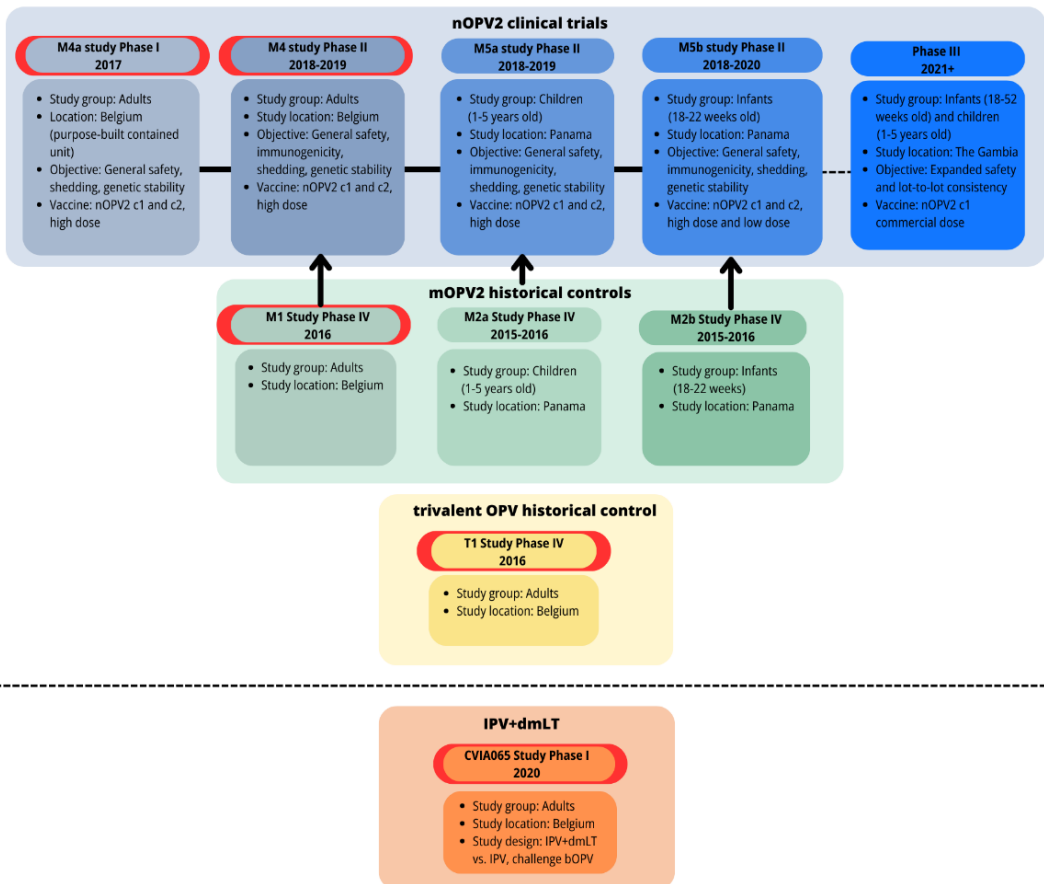 nOPV2 clinical trials
M4a study Phase I
2017
• Study group: Adults
• Location: Belgium
(purpose-built contained
unit)
• Objective: General safety,
shedding, genetic stability
• Vaccine: nOPV2 c1 and c2,
high dose
M4 study Phase II
2018-2019
• Study group: Adults
• Study location: Belgium
• Objective: General safety,
immunogenicity,
shedding, genetic stability
• Vaccine: nOPV2 c1 and c2,
high dose
M5a study Phase II
2018-2019
• Study group: Children
(1-5 years old)
• Study location: Panama
• Objective: General safety,
immunogenicity,
shedding, genetic stability
• Vaccine: nOPV2 c1 and c2,
high dose
M5b study Phase II
2018-2020
• Study group: Infants
(18-22 weeks old)
• Study location: Panama
• Objective: General safety,
immunogenicity, shedding,
genetic stability
• Vaccine: nOPV2 c1 and c2,
high dose and low dose
Phase III
2021+
• Study group: Infants (18-52
weeks old) and children
(1-5 years old)
• Study location: The Gambia
• Objective: Expanded safety
and lot-to-lot consistency
• Vaccine: nOPV2 c1
commercial dose
mOPV2 historical controls
M1 Study Phase IV
2016
• Study group: Adults
• Study location: Belgium
M2a Study Phase IV
2015-2016
• Study group: Children
(1-5 years old)
• Study location: Panama
M2b Study Phase IV
2015-2016
• Study group: Infants
(18-22 weeks)
• Study location: Panama
trivalent OPV historical control
T1 Study Phase IV
2016
• Study group: Adults
• Study location: Belgium
IPV+dmLT
CVIA065 Study Phase I
2020
• Study group: Adults
• Study location: Belgium
• Study design: IPV+dmLT
vs. IPV, challenge bOPV